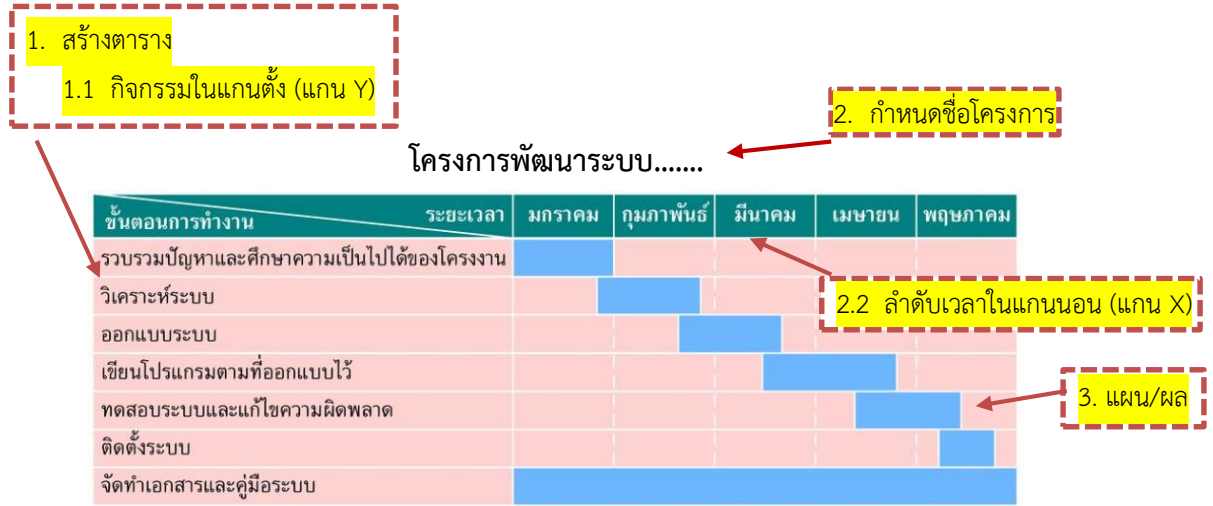 1. สร้างตาราง
1.1 กิจกรรมในแกนตั้ง (แกน Y)
2. กำหนดชื่อโครงการ
โครงการพัฒนาระบบ.......
ระยะเวลา
ขั้นตอนการทำงาน
มกราคม กุมภาพันธ์ มีนาคม เมษายน พฤษภาคม
รวบรวมปัญหาและศึกษาความเป็นไปได้ของโครงงาน
วิเคราะห์ระบบ
2.2 ลำดับเวลาในแกนนอน (แกน X)
ออกแบบระบบ
เขียนโปรแกรมตามที่ออกแบบไว้
3. แผน/ผล
ทดสอบระบบและแก้ไขความผิดพลาด
ติดตั้งระบบ
จัดทำเอกสารและคู่มือระบบ